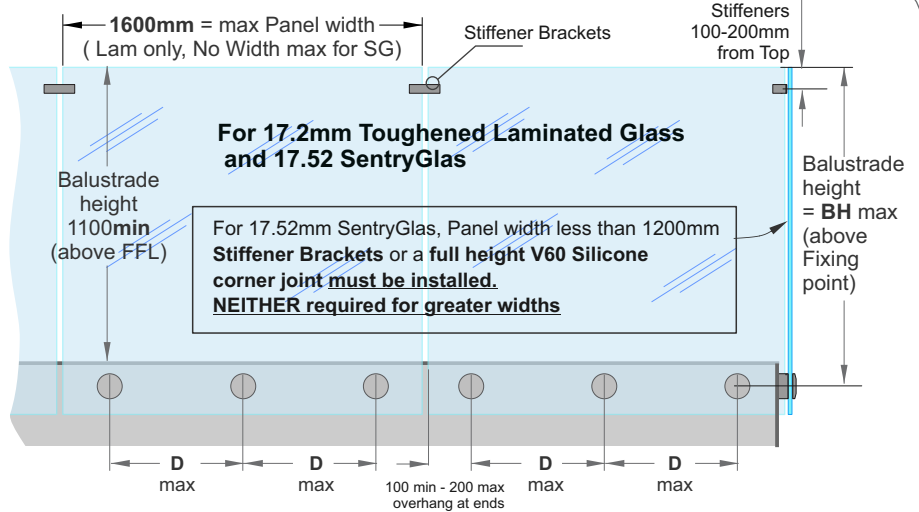 1600mm = max Panel width
( Lam only, No Width max for SG)
Stiffener Brackets
Stiffeners
100-200mm
from Top
For 17.2mm Toughened Laminated Glass
and 17.52 SentryGlas
Balustrade
height
1100min
(above FFL)
For 17.52mm SentryGlas, Panel width less than 1200mm
Stiffener Brackets or a full height V60 Silicone
corner joint must be installed.
NEITHER required for greater widths
Balustrade
height
= BH max
(above
Fixing
point)
D
max
D
max
100 min - 200 max
overhang at ends
D
max
D
max